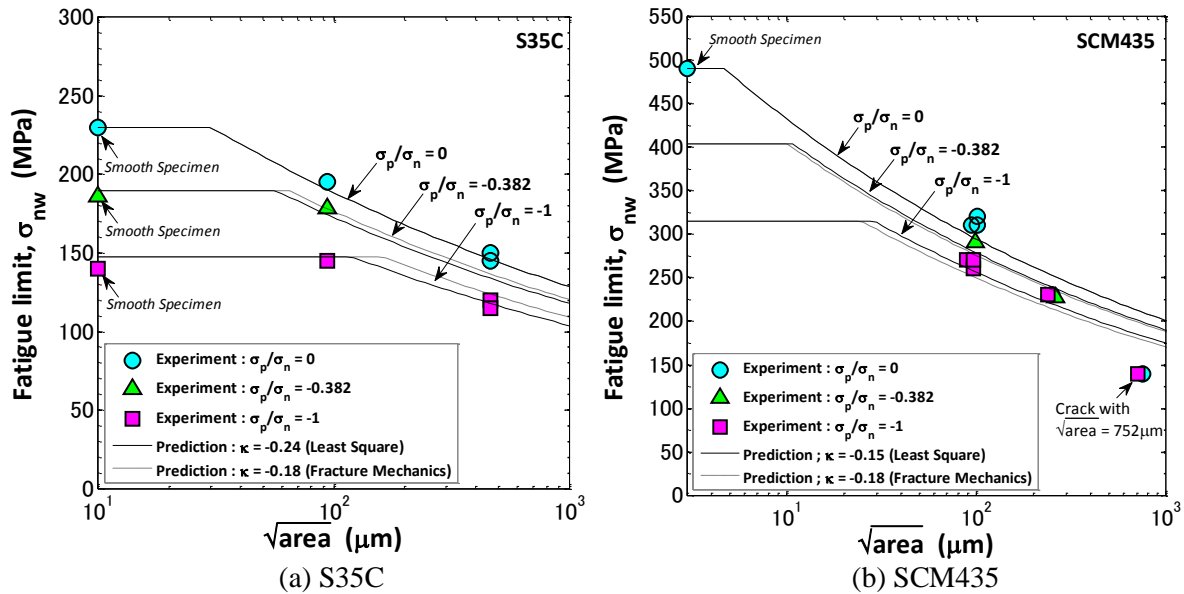 S35C
Smooth Specimen
Smooth Specimen
Smooth Specimen
σp/σn = 0
σp/σn = -0.382
σp/σn = -1
Experiment : σp/σn = 0
Experiment : σp/σn = -0.382
Experiment : σp/σn = -1
Prediction : κ = -0.24 (Least Square)
Prediction : κ = -0.18 (Fracture Mechanics)
300
250
200
150
100
50
0
Fatigue limit, σnw (MPa)
10^1
10^2
10^3
√area (μm)
(a) S35C
SCM435
Smooth Specimen
σp/σn = 0
σp/σn = -0.382
σp/σn = -1
Experiment : σp/σn = 0
Experiment : σp/σn = -0.382
Experiment : σp/σn = -1
Prediction ; κ = -0.15 (Least Square)
Prediction ; κ = -0.18 (Fracture Mechanics)
Crack with
√area = 752μm
550
500
450
400
350
300
250
200
150
100
50
0
Fatigue limit, σnw (MPa)
10^1
10^2
10^3
√area (μm)
(b) SCM435